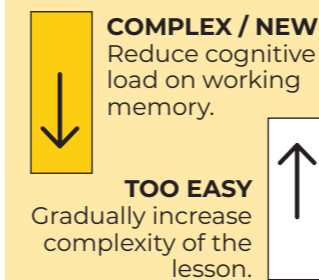 COMPLEX / NEW
Reduce cognitive
load on working
memory.
TOO EASY
Gradually increase
complexity of the
lesson.